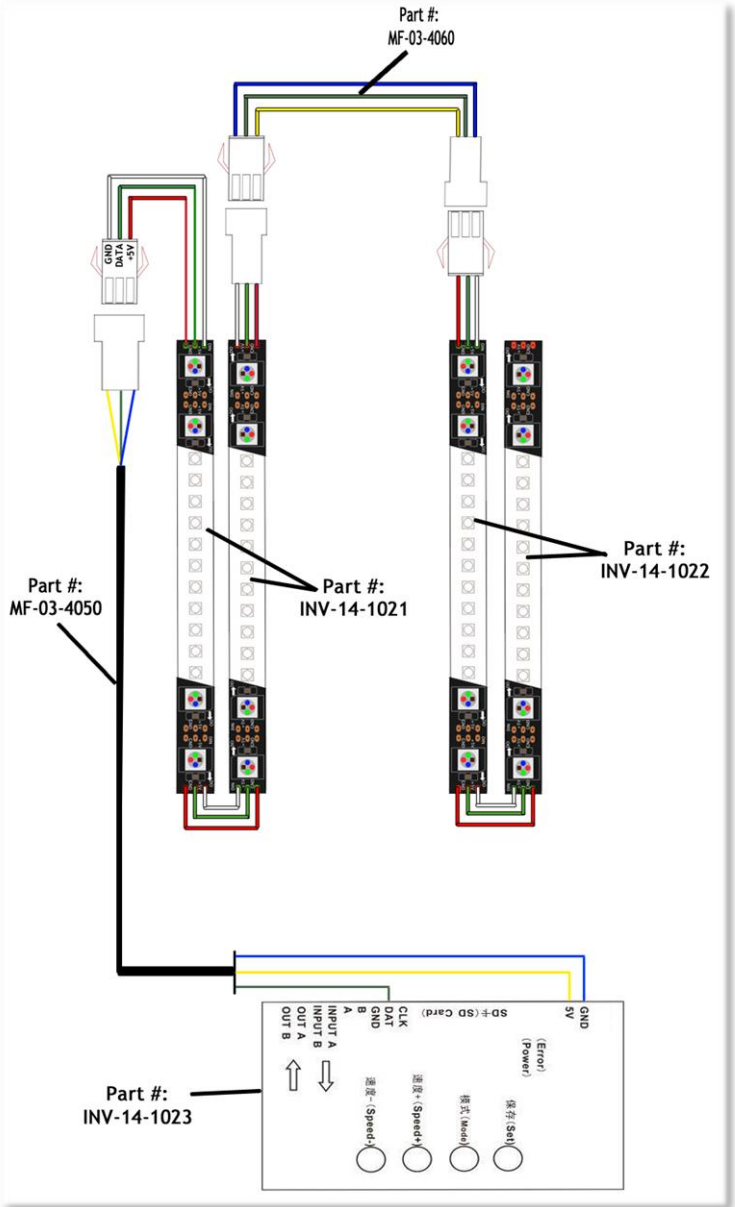 Part #:
MF-03-4060
GND
DATA
+5V
Part #:
INV-14-1022
Part #:
INV-14-1021
Part #:
MF-03-4050
OUT B
OUT A
INPUT B
INPUT A
A
B
GND
DAT
CLK
SD卡(SD Card)
5V
GND
(Error)
(Power)
速度-(Speed-)
速度+(Speed+)
模式(Mode)
保存(Set)
Part #:
INV-14-1023